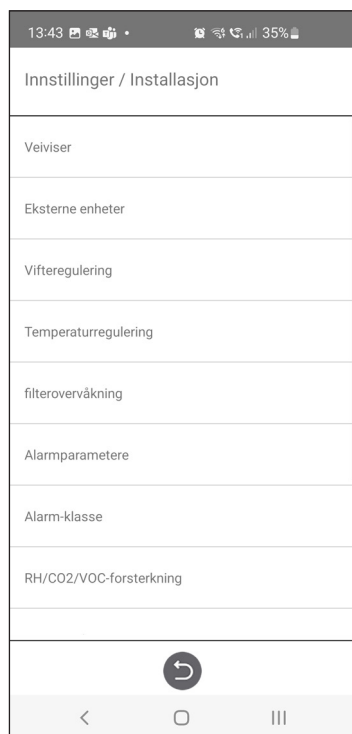 13:43 35%
Innstillinger / Installasjon
Veiviser
Eksterne enheter
Vifteregulering
Temperaturregulering
filterovervåkning
Alarmparametere
Alarm-klasse
RH/CO2/VOC-forsterkning